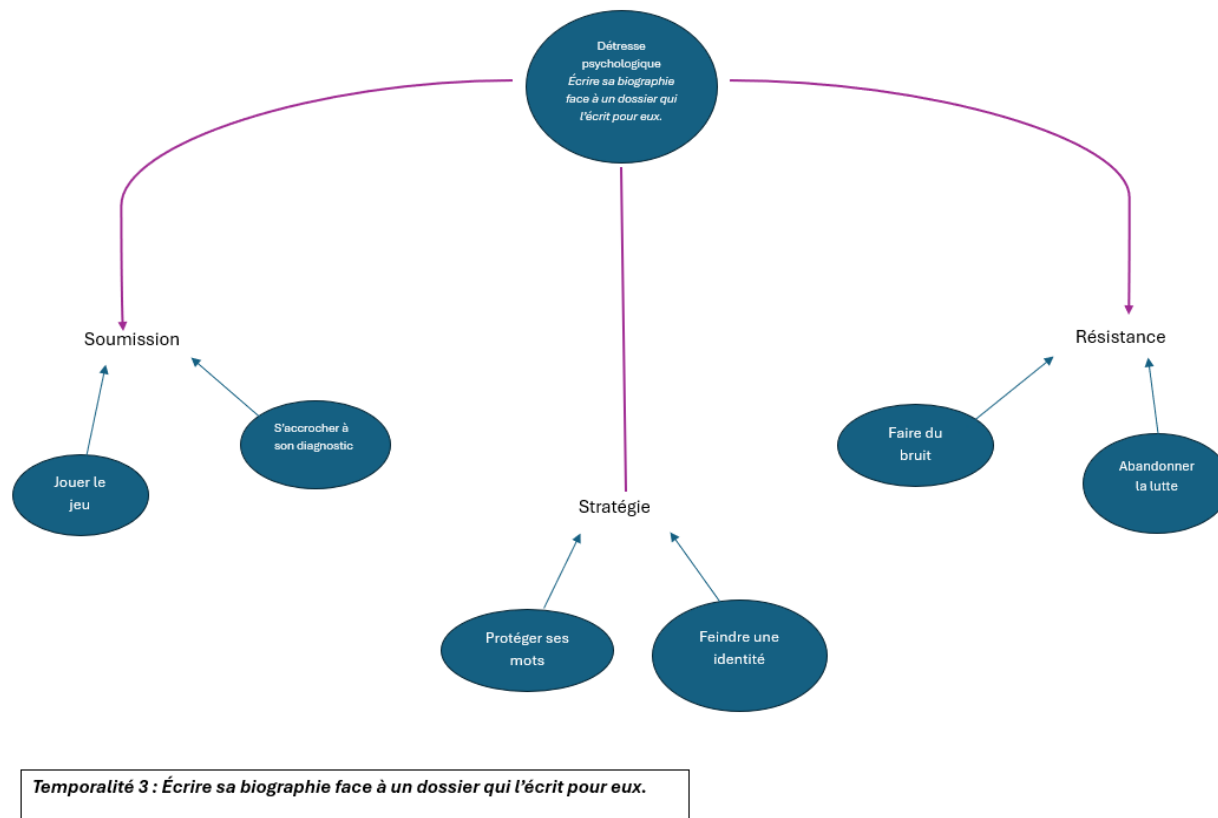 Détresse
psychologique
Écrire sa biographie
face à un dossier qui
l'écrit pour eux.
Soumission
Résistance
S'accrocher à
son diagnostic
Jouer le
jeu
Faire du
bruit
Abandonner
la lutte
Stratégie
Protéger ses
mots
Feindre une
identité
Temporalité 3 : Écrire sa biographie face à un dossier qui l'écrit pour eux.